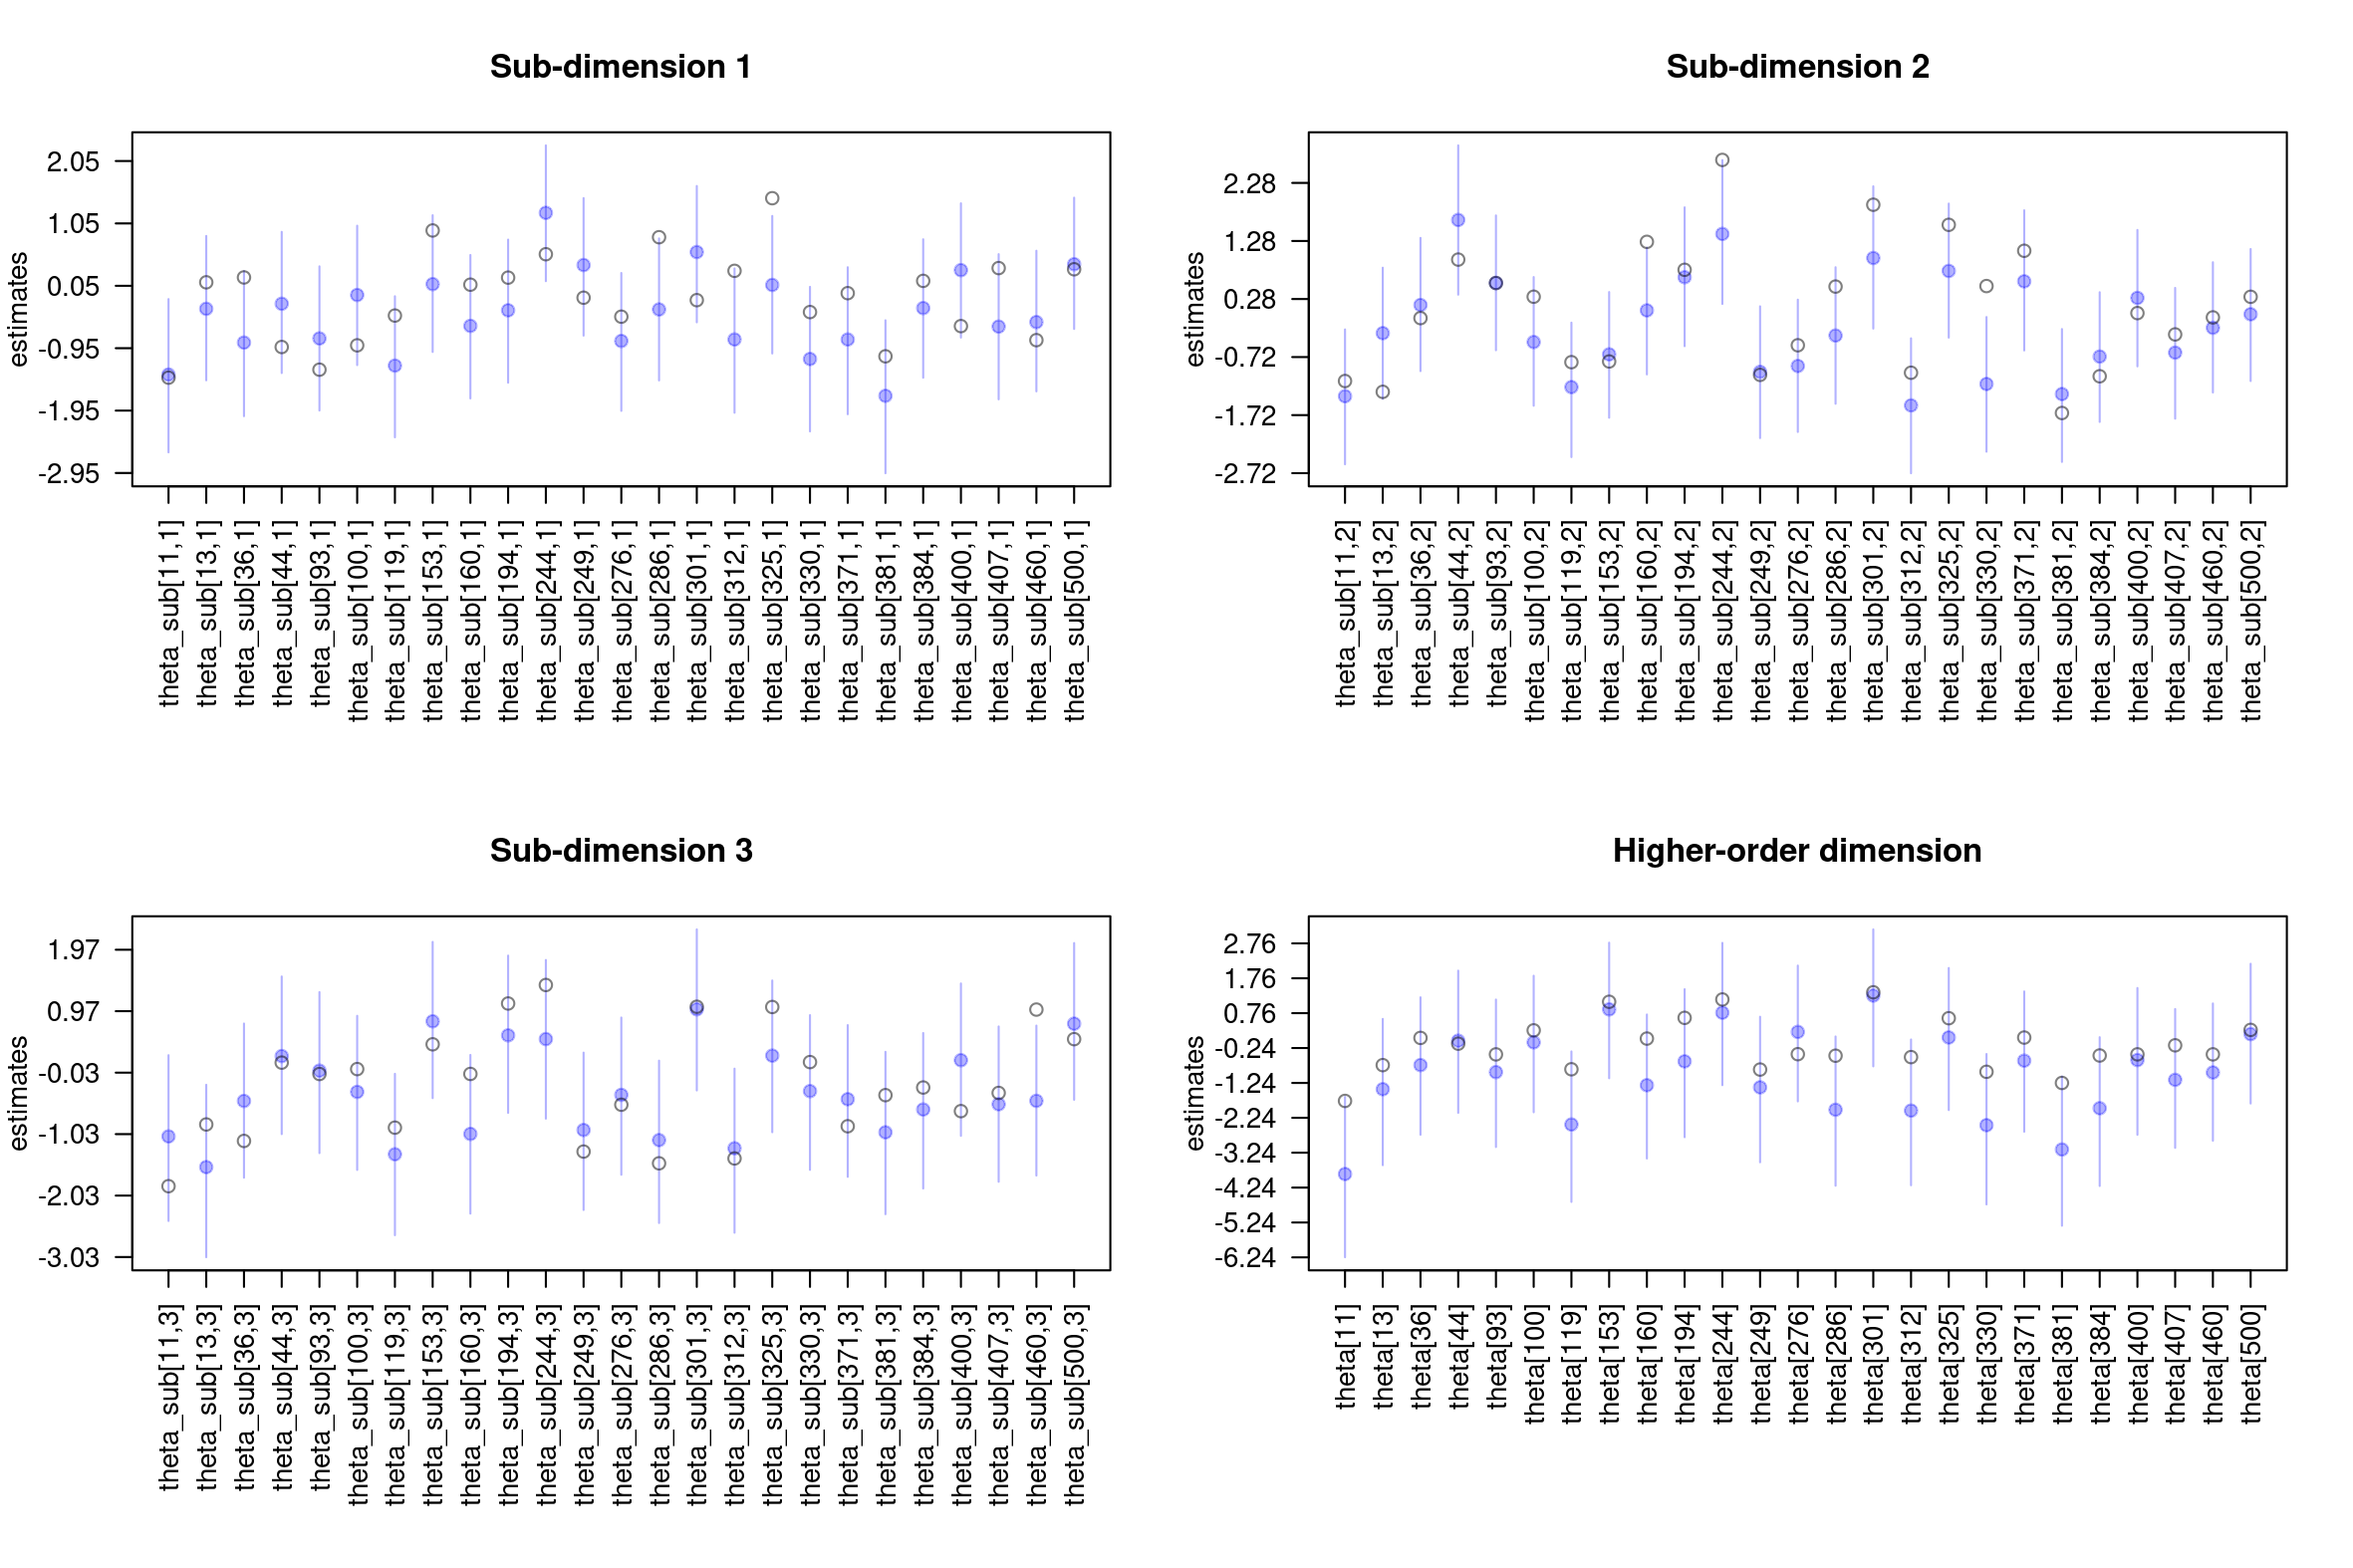 Sub-dimension 1
estimates
2.05
1.05
0.05
-0.95
-1.95
-2.95
theta_sub[11,1]
theta_sub[13,1]
theta_sub[36,1]
theta_sub[44,1]
theta_sub[93,1]
theta_sub[100,1]
theta_sub[119,1]
theta_sub[153,1]
theta_sub[160,1]
theta_sub[194,1]
theta_sub[244,1]
theta_sub[249,1]
theta_sub[276,1]
theta_sub[286,1]
theta_sub[301,1]
theta_sub[312,1]
theta_sub[325,1]
theta_sub[330,1]
theta_sub[371,1]
theta_sub[381,1]
theta_sub[384,1]
theta_sub[400,1]
theta_sub[407,1]
theta_sub[460,1]
theta_sub[500,1]
Sub-dimension 2
estimates
2.28
1.28
0.28
-0.72
-1.72
-2.72
theta_sub[11,2]
theta_sub[13,2]
theta_sub[36,2]
theta_sub[44,2]
theta_sub[93,2]
theta_sub[100,2]
theta_sub[119,2]
theta_sub[153,2]
theta_sub[160,2]
theta_sub[194,2]
theta_sub[244,2]
theta_sub[249,2]
theta_sub[276,2]
theta_sub[286,2]
theta_sub[301,2]
theta_sub[312,2]
theta_sub[325,2]
theta_sub[330,2]
theta_sub[371,2]
theta_sub[381,2]
theta_sub[384,2]
theta_sub[400,2]
theta_sub[407,2]
theta_sub[460,2]
theta_sub[500,2]
Sub-dimension 3
estimates
1.97
0.97
-0.03
-1.03
-2.03
-3.03
theta_sub[11,3]
theta_sub[13,3]
theta_sub[36,3]
theta_sub[44,3]
theta_sub[93,3]
theta_sub[100,3]
theta_sub[119,3]
theta_sub[153,3]
theta_sub[160,3]
theta_sub[194,3]
theta_sub[244,3]
theta_sub[249,3]
theta_sub[276,3]
theta_sub[286,3]
theta_sub[301,3]
theta_sub[312,3]
theta_sub[325,3]
theta_sub[330,3]
theta_sub[371,3]
theta_sub[381,3]
theta_sub[384,3]
theta_sub[400,3]
theta_sub[407,3]
theta_sub[460,3]
theta_sub[500,3]
Higher-order dimension
estimates
2.76
1.76
0.76
-0.24
-1.24
-2.24
-3.24
-4.24
-5.24
-6.24
theta[11]
theta[13]
theta[36]
theta[44]
theta[93]
theta[100]
theta[119]
theta[153]
theta[160]
theta[194]
theta[244]
theta[249]
theta[276]
theta[286]
theta[301]
theta[312]
theta[325]
theta[330]
theta[371]
theta[381]
theta[384]
theta[400]
theta[407]
theta[460]
theta[500]